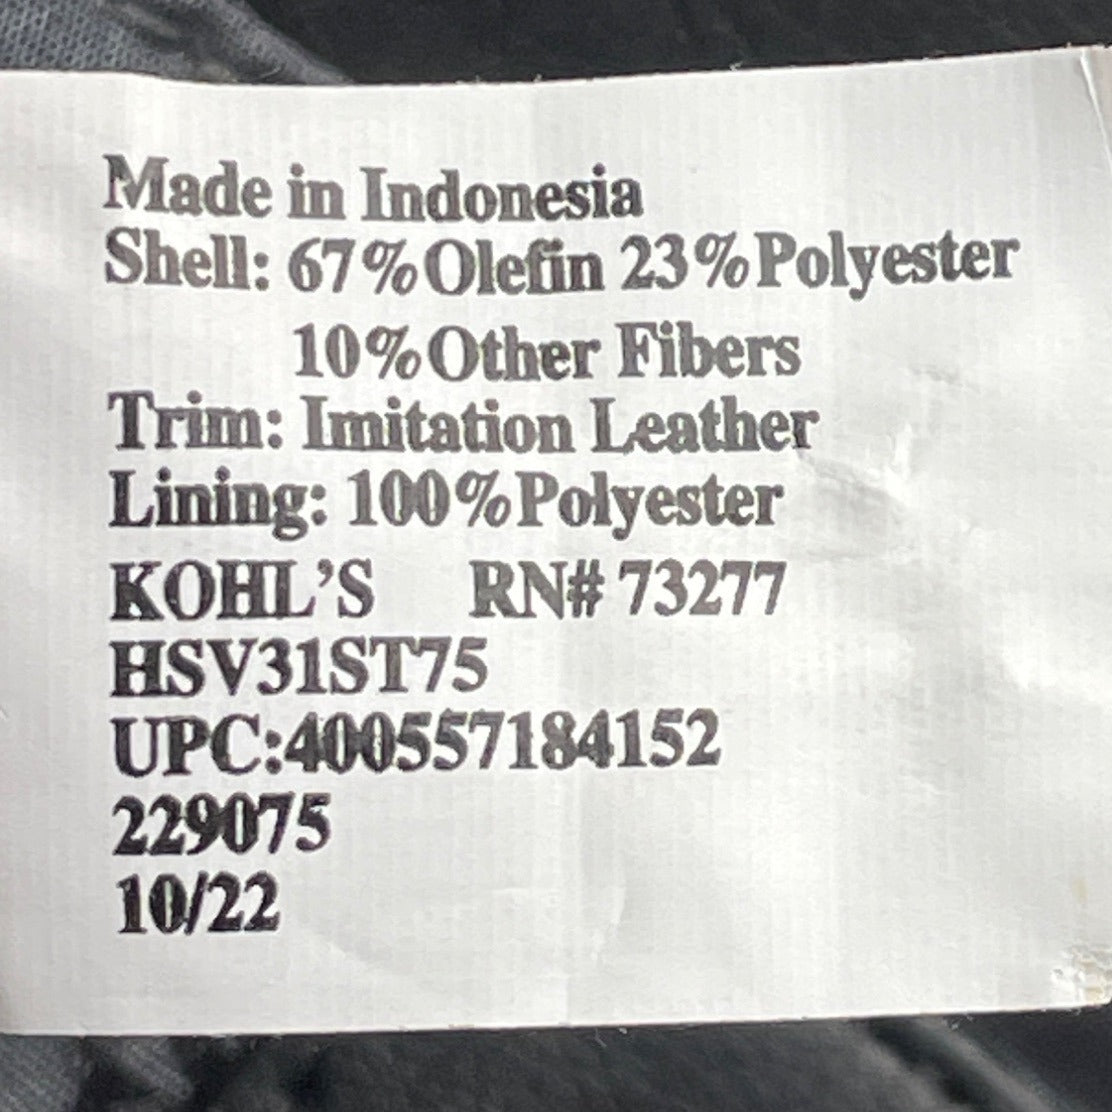 Made in Indonesia
Shell: 67%Olefin 23%Polyester
10%Other Fibers
Trim: Imitation Leather
Lining: 100%Polyester
KOHL'S RN# 73277
HSV31ST75
UPC:400557184152
229075
10/22